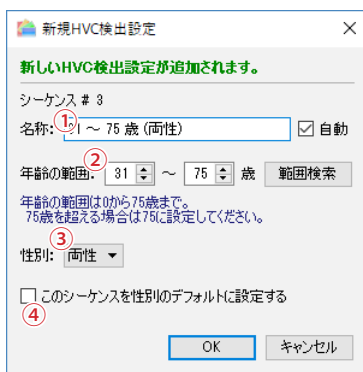 新規HVC検出設定
新しいHVC検出設定が追加されます。
シーケンス # 3
名称: ① 1 ~ 75 歳 (両性) 自動
②
年齢の範囲: 31 ~ 75 歳 範囲検索
年齢の範囲は0から75歳まで。
75歳を超える場合は75に設定してください。
③
性別: 両性
このシーケンスを性別のデフォルトに設定する
④
OK キャンセル